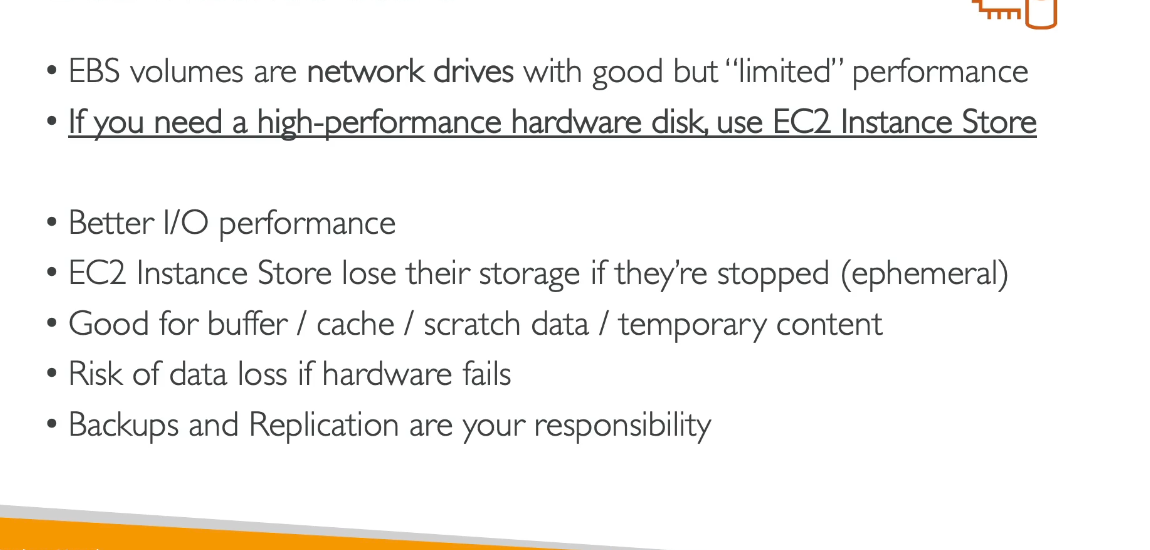 • EBS volumes are network drives with good but “limited” performance
• If you need a high-performance hardware disk, use EC2 Instance Store
• Better I/O performance
• EC2 Instance Store lose their storage if they’re stopped (ephemeral)
• Good for buffer / cache / scratch data / temporary content
• Risk of data loss if hardware fails
• Backups and Replication are your responsibility